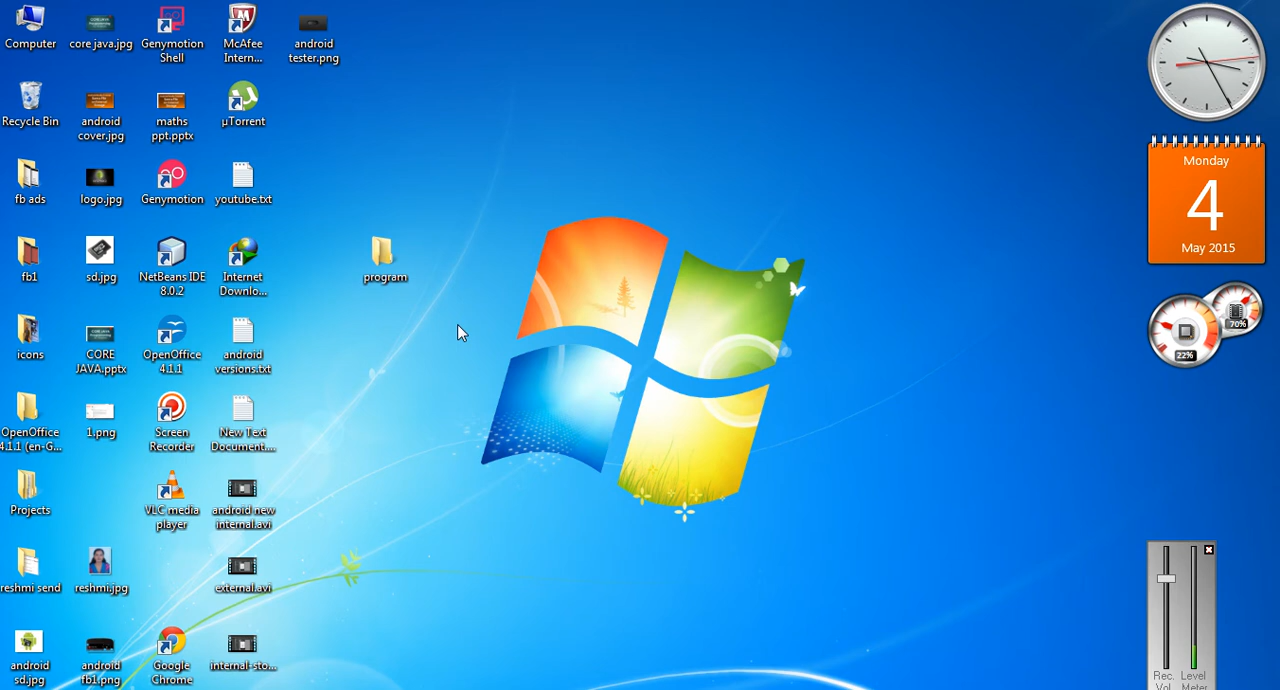 Computer
core java.jpg
Genymotion
Shell
McAfee
Intern...
android
tester.png
Recycle Bin
android
cover.jpg
maths
ppt.pptx
µTorrent
fb ads
logo.jpg
Genymotion
youtube.txt
fb1
sd.jpg
NetBeans IDE
8.0.2
Internet
Downlo...
program
icons
CORE
JAVA.pptx
OpenOffice
4.1.1
android
versions.txt
OpenOffice
4.1.1 (en-G...
1.png
Screen
Recorder
New Text
Document....
Projects
VLC media
player
android new
internal.avi
reshmi send
reshmi.jpg
external.avi
android
sd.jpg
android
fb1.png
Google
Chrome
internal-sto...
Monday
4
May 2015
70%
22%
Rec.
Vol
Level
Meter